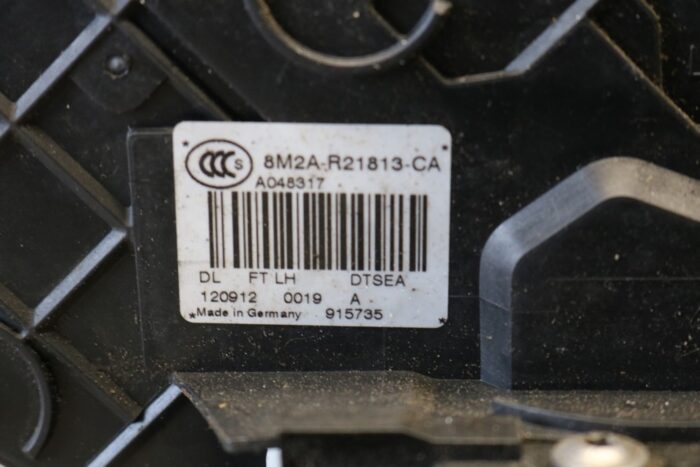 CCC S 8M2A-R21813-CA
A048317
DL FT LH DTSEA
120912 0019 A
*Made in Germany 915735